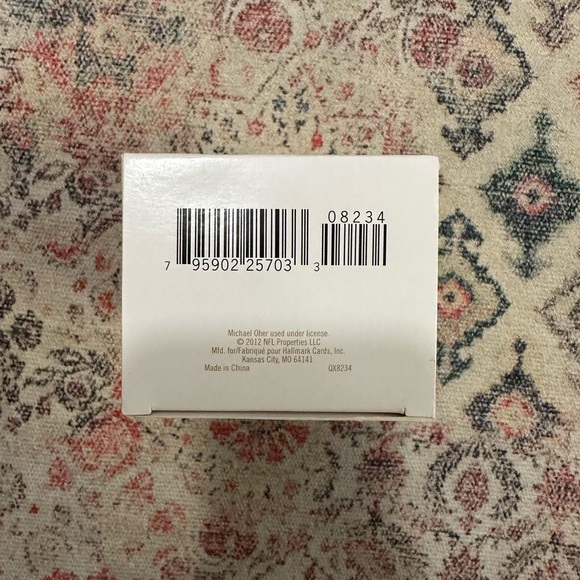 08234
7 95902 25703 3
Michael Oher used under license.
© 2012 NFL Properties LLC
Mfd. for/Fabriqué pour Hallmark Cards, Inc.
Kansas City, MO 64141
Made in China QX8234